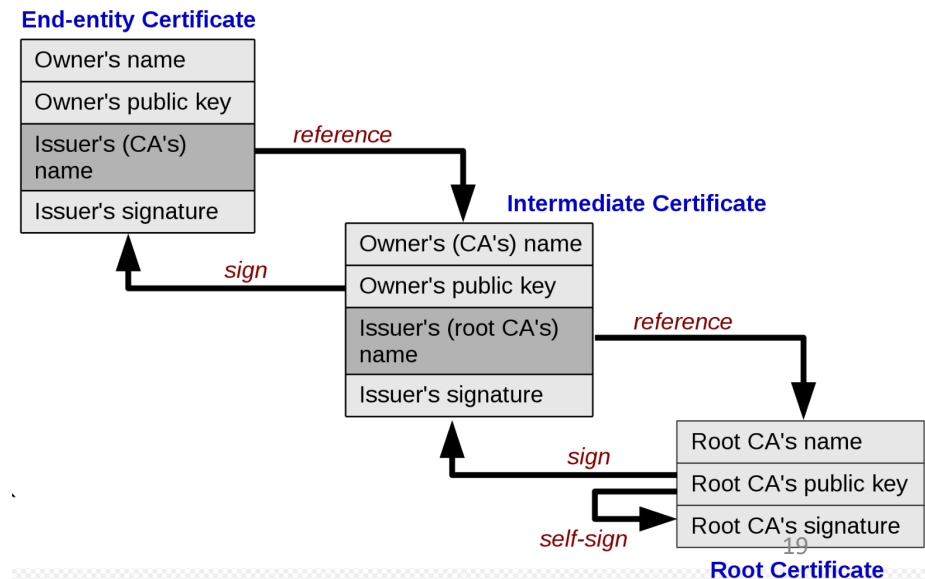 End-entity Certificate
Owner's name
Owner's public key
Issuer's (CA's)
name
Issuer's signature
reference
sign
Intermediate Certificate
Owner's (CA's) name
Owner's public key
Issuer's (root CA's)
name
Issuer's signature
reference
sign
self-sign
Root CA's name
Root CA's public key
Root CA's signature
19
Root Certificate